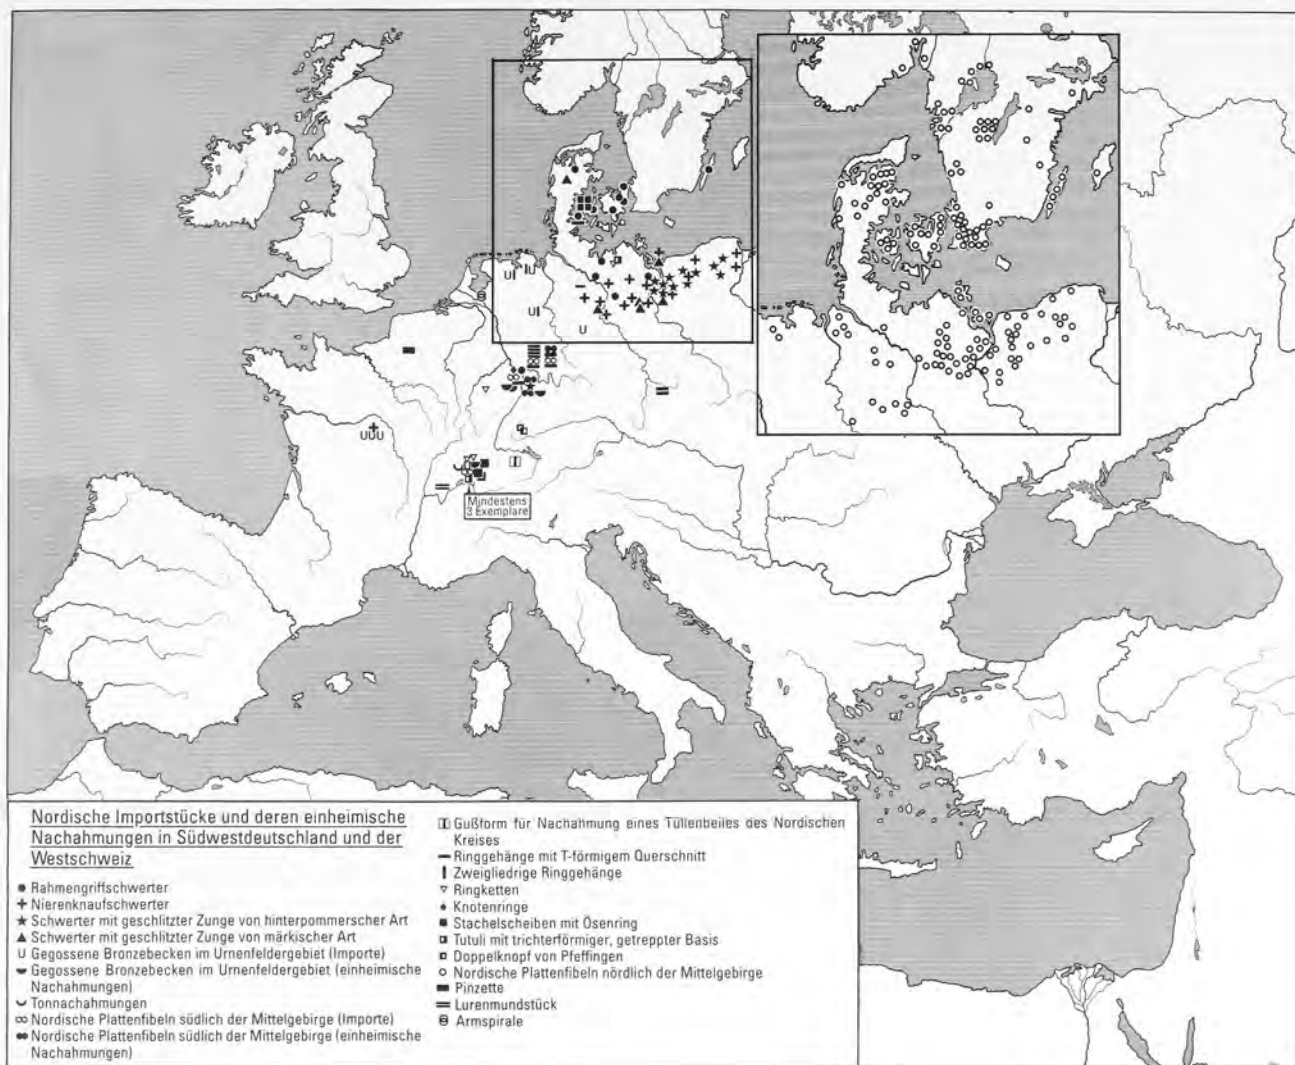 Mindestens
3 Exemplare
Nordische Importstücke und deren einheimische
Nachahmungen in Südwestdeutschland und der
Westschweiz
Rahmengriffschwerter
Nierenknaufschwerter
Schwerter mit geschlitzter Zunge von hinterpommerscher Art
Schwerter mit geschlitzter Zunge von märkischer Art
Gegossene Bronzebecken im Urnenfeldergebiet (Importe)
Gegossene Bronzebecken im Urnenfeldergebiet (einheimische
Nachahmungen)
Tonnachahmungen
Nordische Plattenfibeln südlich der Mittelgebirge (Importe)
Nordische Plattenfibeln südlich der Mittelgebirge (einheimische
Nachahmungen)
Gußform für Nachahmung eines Tüllenbeiles des Nordischen
Kreises
Ringgehänge mit T-förmigem Querschnitt
Zweigliedrige Ringgehänge
Ringketten
Knotenringe
Stachelscheiben mit Ösenring
Tutuli mit trichterförmiger, getreppter Basis
Doppelknopf von Pfeffingen
Nordische Plattenfibeln nördlich der Mittelgebirge
Pinzette
Lurenmundstück
Armspirale